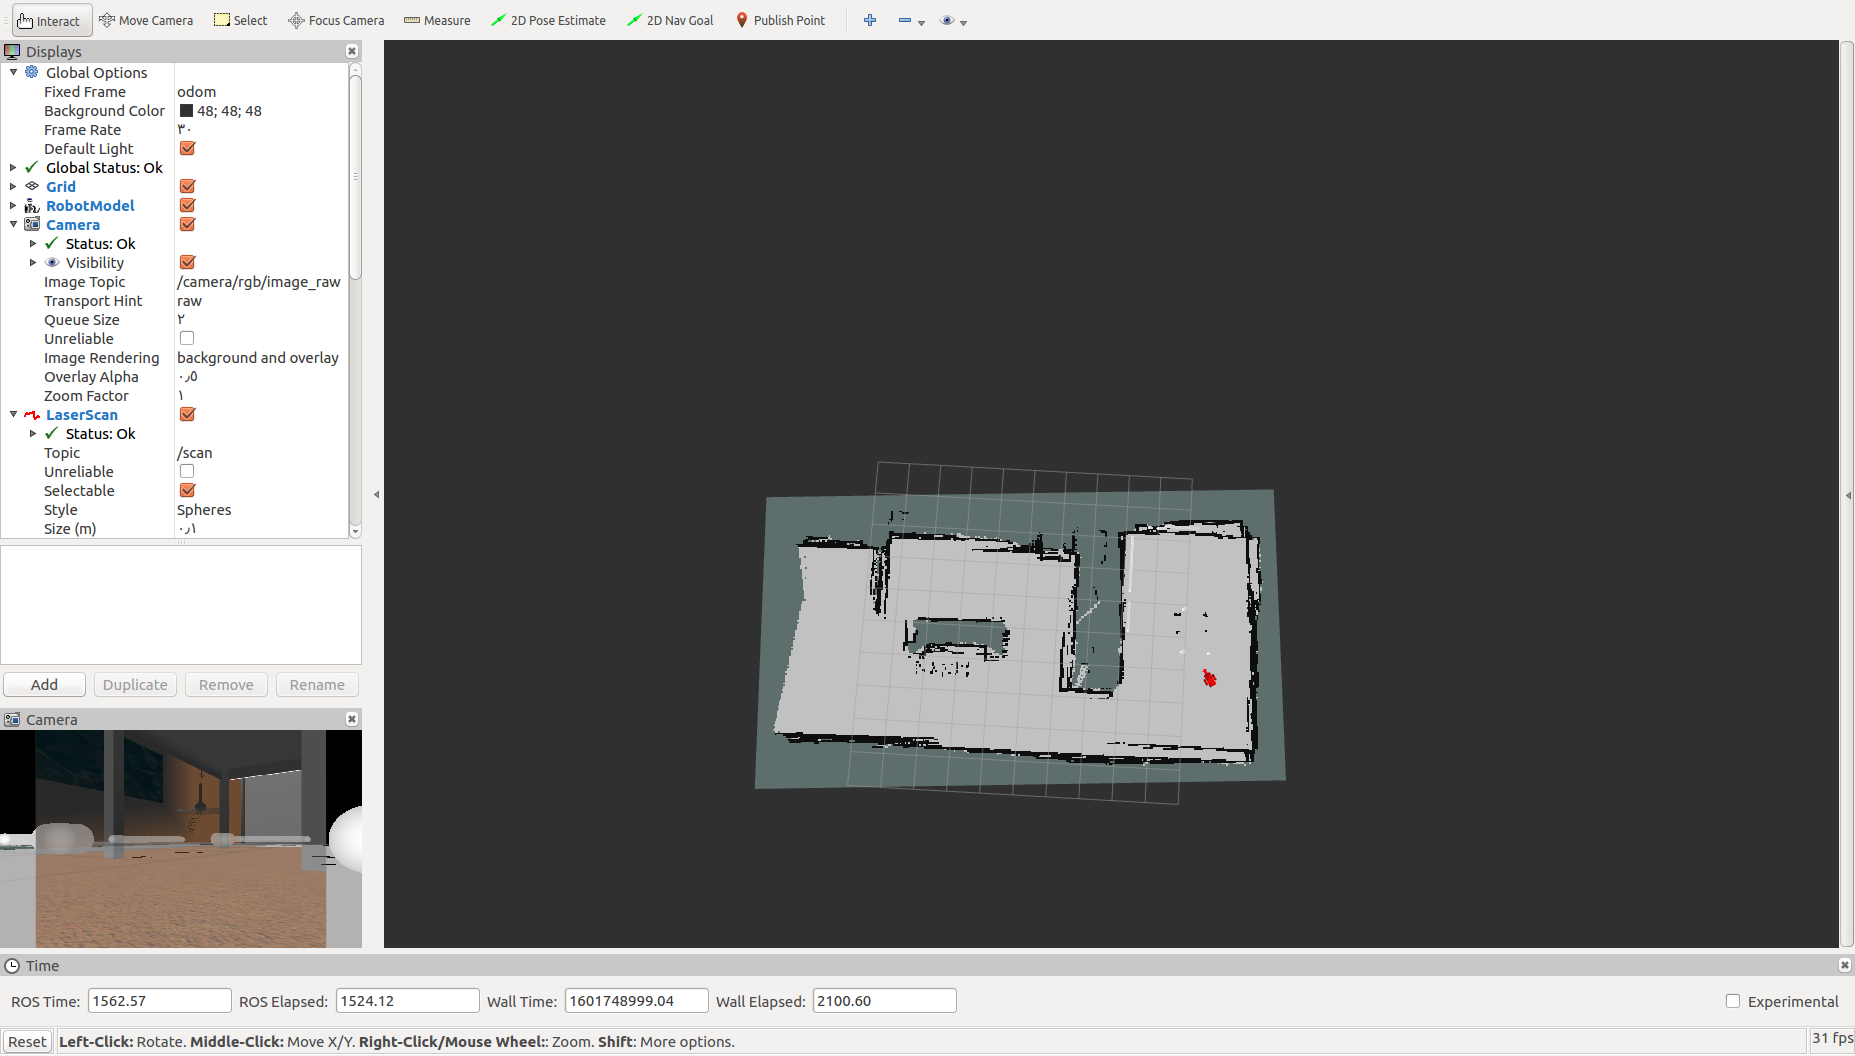 Interact Move Camera Select Focus Camera Measure 2D Pose Estimate 2D Nav Goal Publish Point
Displays
Global Options
Fixed Frame odom
Background Color 48; 48; 48
Frame Rate ۳۰
Default Light
Global Status: Ok
Grid
RobotModel
Camera
Status: Ok
Visibility
Image Topic /camera/rgb/image_raw
Transport Hint raw
Queue Size ۲
Unreliable
Image Rendering background and overlay
Overlay Alpha ۰٫۵
Zoom Factor ۱
LaserScan
Status: Ok
Topic /scan
Unreliable
Selectable
Style Spheres
Size (m) ۰٫۱
Add Duplicate Remove Rename
Camera
Time
ROS Time: 1562.57 ROS Elapsed: 1524.12 Wall Time: 1601748999.04 Wall Elapsed: 2100.60 Experimental
Reset Left-Click: Rotate. Middle-Click: Move X/Y. Right-Click/Mouse Wheel:: Zoom. Shift: More options. 31 fps